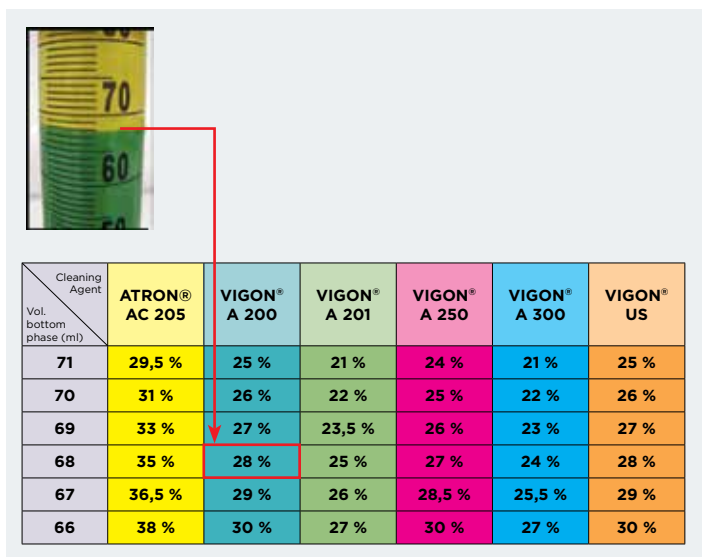 70
60
Cleaning
Agent
Vol.
bottom
phase (ml)
ATRON®
AC 205
VIGON®
A 200
VIGON®
A 201
VIGON®
A 250
VIGON®
A 300
VIGON®
US
71 29,5 % 25 % 21 % 24 % 21 % 25 %
70 31 % 26 % 22 % 25 % 22 % 26 %
69 33 % 27 % 23,5 % 26 % 23 % 27 %
68 35 % 28 % 25 % 27 % 24 % 28 %
67 36,5 % 29 % 26 % 28,5 % 25,5 % 29 %
66 38 % 30 % 27 % 30 % 27 % 30 %